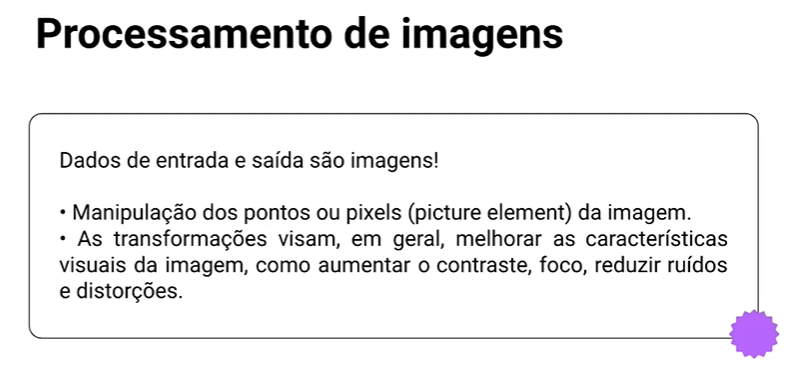 Processamento de imagens
Dados de entrada e saída são imagens!
• Manipulação dos pontos ou pixels (picture element) da imagem.
• As transformações visam, em geral, melhorar as características
visuais da imagem, como aumentar o contraste, foco, reduzir ruídos
e distorções.